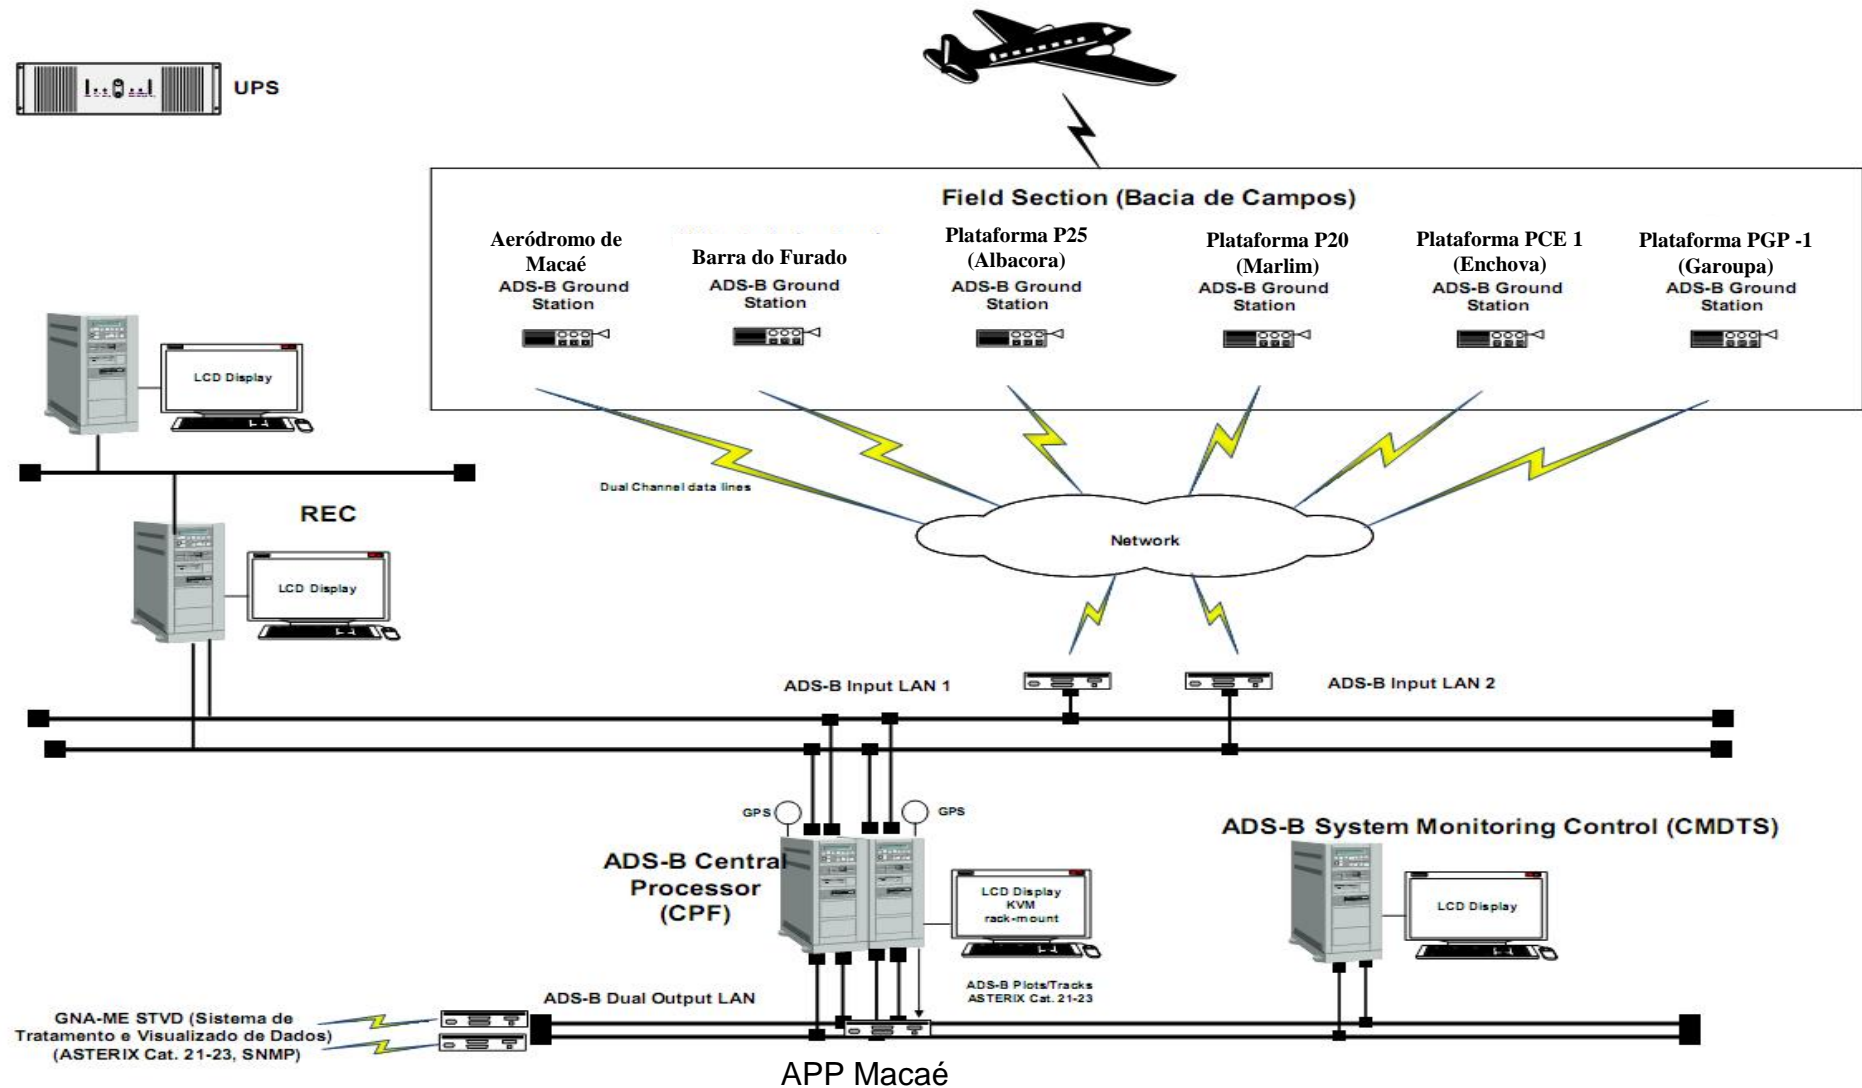 UPS
Field Section (Bacia de Campos)
Aeródromo de
Macaé
ADS-B Ground
Station
Barra do Furado
ADS-B Ground
Station
Plataforma P25
(Albacora)
ADS-B Ground
Station
Plataforma P20
(Marlim)
ADS-B Ground
Station
Plataforma PCE 1
(Enchova)
ADS-B Ground
Station
Plataforma PGP -1
(Garoupa)
ADS-B Ground
Station
LCD Display
Dual Channel data lines
REC
LCD Display
Network
ADS-B Input LAN 1
ADS-B Input LAN 2
GPS
GPS
ADS-B Central
Processor
(CPF)
LCD Display
KVM
rack-mount
ADS-B System Monitoring Control (CMDTS)
LCD Display
ADS-B Plots/Tracks
ASTERIX Cat. 21-23
ADS-B Dual Output LAN
GNA-ME STVD (Sistema de
Tratamento e Visualizado de Dados)
(ASTERIX Cat. 21-23, SNMP)
APP Macaé